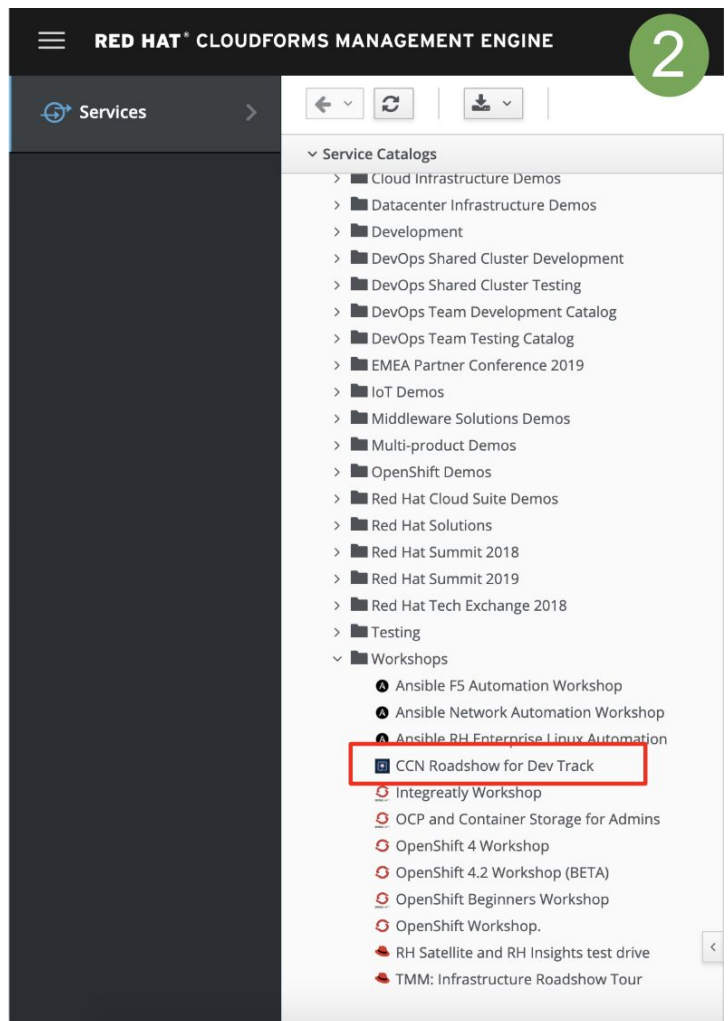 RED HAT® CLOUDFORMS MANAGEMENT ENGINE
2
Services
Service Catalogs
Cloud Infrastructure Demos
Datacenter Infrastructure Demos
Development
DevOps Shared Cluster Development
DevOps Shared Cluster Testing
DevOps Team Development Catalog
DevOps Team Testing Catalog
EMEA Partner Conference 2019
IoT Demos
Middleware Solutions Demos
Multi-product Demos
OpenShift Demos
Red Hat Cloud Suite Demos
Red Hat Solutions
Red Hat Summit 2018
Red Hat Summit 2019
Red Hat Tech Exchange 2018
Testing
Workshops
Ansible F5 Automation Workshop
Ansible Network Automation Workshop
Ansible RH Enterprise Linux Automation
CCN Roadshow for Dev Track
Integreatly Workshop
OCP and Container Storage for Admins
OpenShift 4 Workshop
OpenShift 4.2 Workshop (BETA)
OpenShift Beginners Workshop
OpenShift Workshop.
RH Satellite and RH Insights test drive
TMM: Infrastructure Roadshow Tour